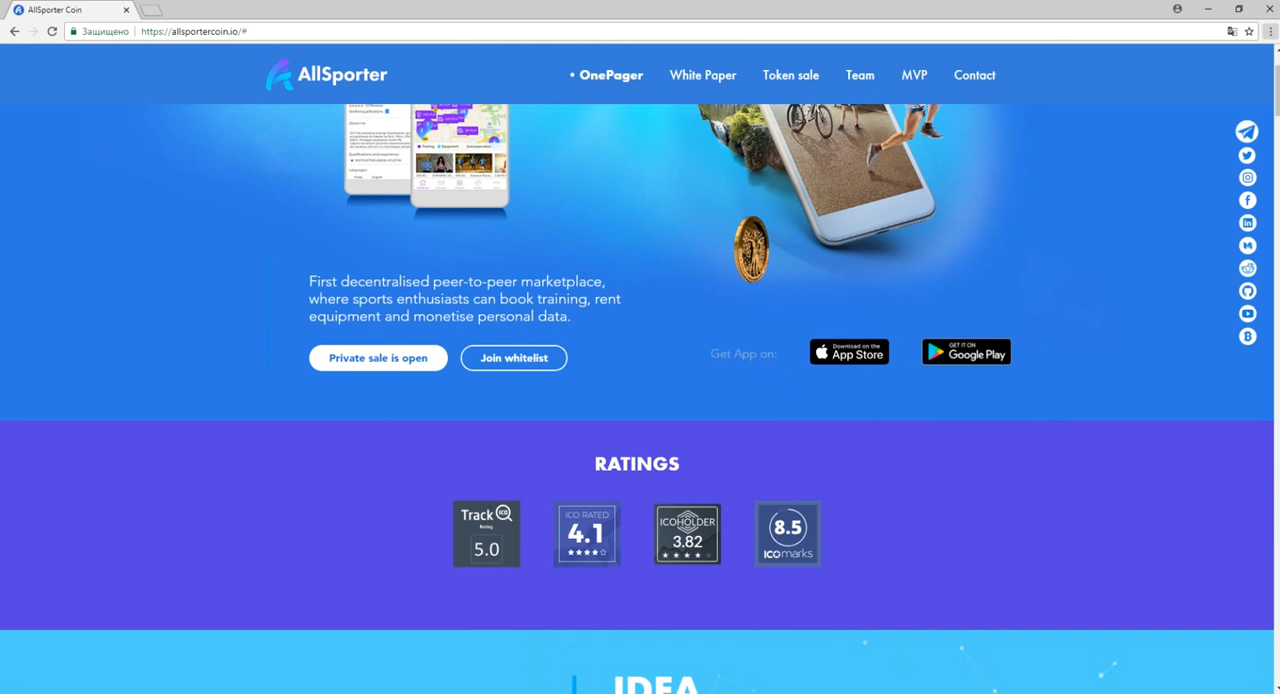 AllSporter Coin
Защищено
https://allsportercoin.io/#
AllSporter
• OnePager
White Paper
Token sale
Team
MVP
Contact
First decentralised peer-to-peer marketplace,
where sports enthusiasts can book training, rent
equipment and monetise personal data.
Private sale is open
Join whitelist
Get App on:
Download on the
App Store
GET IT ON
Google Play
RATINGS
Track ICO
Rating
5.0
ICO RATED
4.1
ICOHOLDER
3.82
8.5
ICOmarks
IDEA